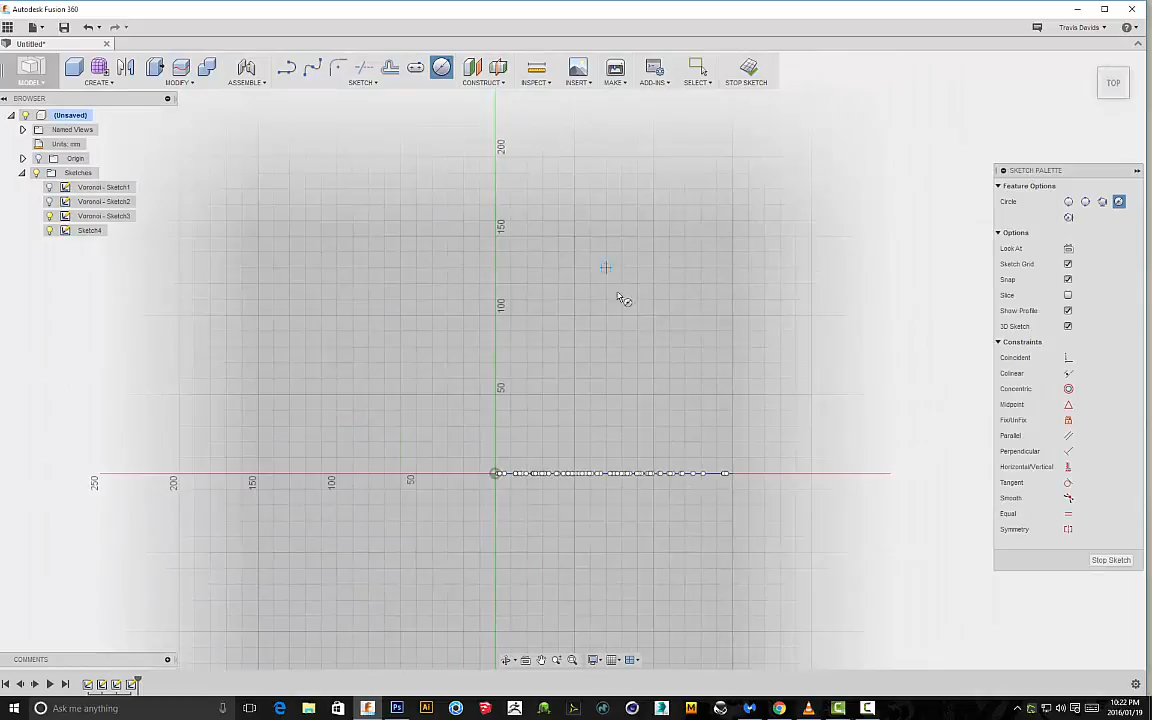 Autodesk Fusion 360
Travis Davids
Untitled*
MODEL
CREATE
MODIFY
ASSEMBLE
SKETCH
CONSTRUCT
INSPECT
INSERT
MAKE
ADD-INS
SELECT
STOP SKETCH
BROWSER
TOP
(Unsaved)
Named Views
Units: mm
Origin
Sketches
Voronoi - Sketch1
Voronoi - Sketch2
Voronoi - Sketch3
Sketch4
200
150
100
50
250
200
150
100
50
SKETCH PALETTE
Feature Options
Circle
Options
Look At
Sketch Grid
Snap
Slice
Show Profile
3D Sketch
Constraints
Coincident
Colinear
Concentric
Midpoint
Fix/UnFix
Parallel
Perpendicular
Horizontal/Vertical
Tangent
Smooth
Equal
Symmetry
Stop Sketch
COMMENTS
Ask me anything
10:22 PM
2016/01/19